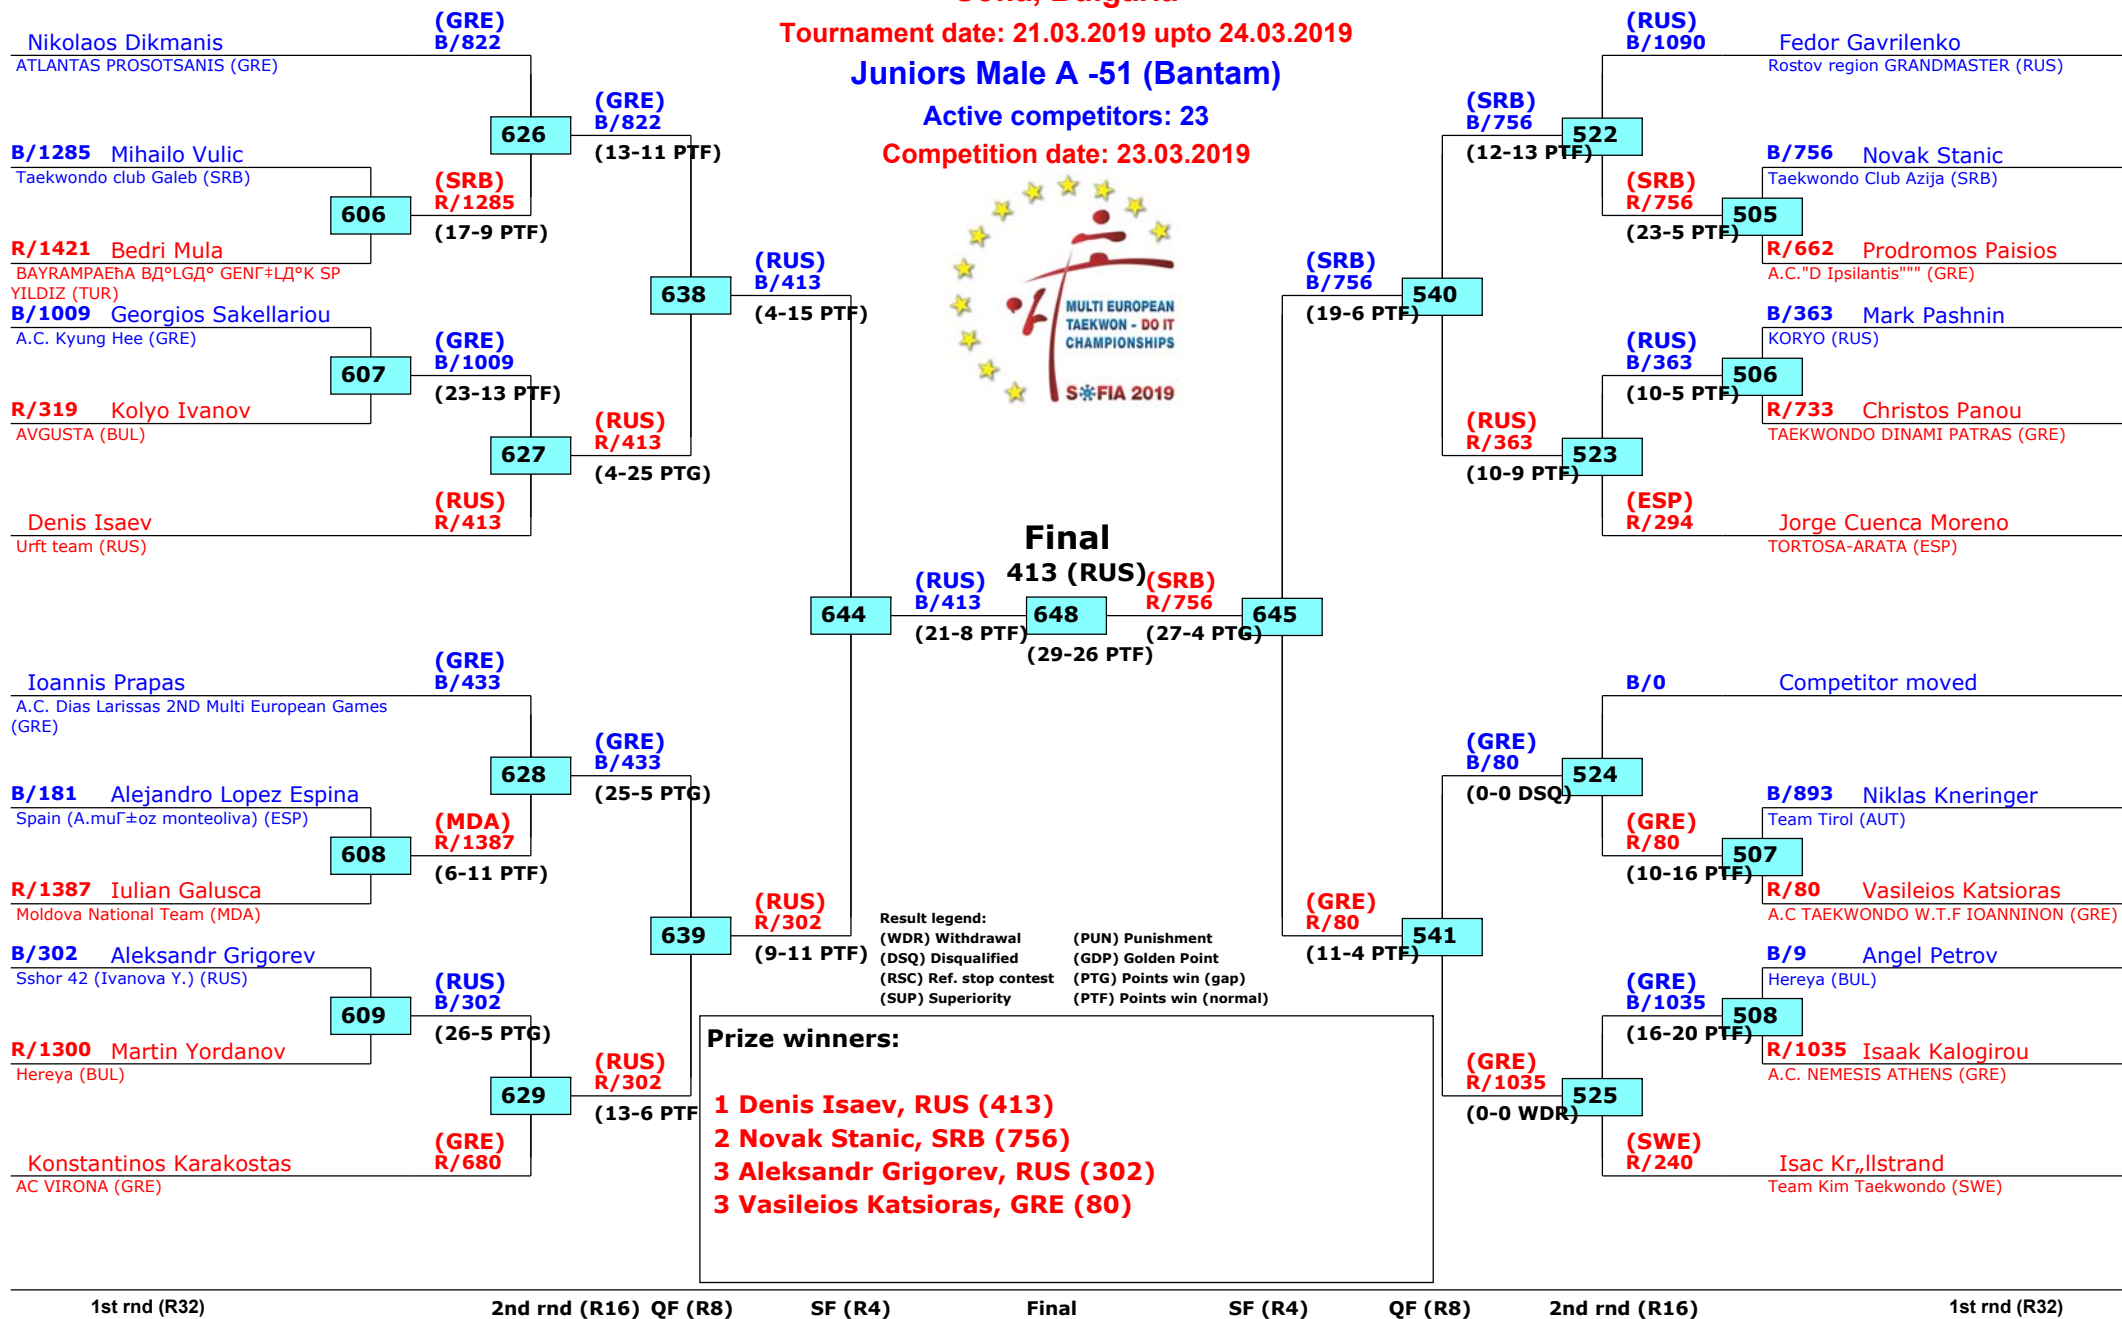 Sofia, Bulgaria
Tournament date: 21.03.2019 upto 24.03.2019
Juniors Male A -51 (Bantam)
Active competitors: 23
Competition date: 23.03.2019
MULTI EUROPEAN
TAEKWON - DO IT
CHAMPIONSHIPS
S FIA 2019
(GRE)
Nikolaos Dikmanis B/822
ATLANTAS PROSOTSANIS (GRE)
626
(GRE)
B/822
(13-11 PTF)
B/1285 Mihailo Vulic
Taekwondo club Galeb (SRB)
606
(SRB)
R/1285
(17-9 PTF)
R/1421 Bedri Mula
BAYRAMPAЕћA BД°LGД° GENГ‡LД°K SP
YILDIZ (TUR)
638
(RUS)
B/413
(4-15 PTF)
B/1009 Georgios Sakellariou
A.C. Kyung Hee (GRE)
607
(GRE)
B/1009
(23-13 PTF)
R/319 Kolyo Ivanov
AVGUSTA (BUL)
627
(RUS)
R/413
(4-25 PTG)
(RUS)
Denis Isaev R/413
Urft team (RUS)
644
(RUS)
B/413
(21-8 PTF)
Final
413 (RUS)
648
(29-26 PTF)
(SRB)
R/756
(27-4 PTG)
645
(GRE)
Ioannis Prapas B/433
A.C. Dias Larissas 2ND Multi European Games
(GRE)
628
(GRE)
B/433
(25-5 PTG)
B/181 Alejandro Lopez Espina
Spain (A.muГ±oz monteoliva) (ESP)
608
(MDA)
R/1387
(6-11 PTF)
R/1387 Iulian Galusca
Moldova National Team (MDA)
639
(RUS)
R/302
(9-11 PTF)
B/302 Aleksandr Grigorev
Sshor 42 (Ivanova Y.) (RUS)
609
(RUS)
B/302
(26-5 PTG)
R/1300 Martin Yordanov
Hereya (BUL)
629
(RUS)
R/302
(13-6 PTF
(GRE)
Konstantinos Karakostas R/680
AC VIRONA (GRE)
(RUS)
B/1090 Fedor Gavrilenko
Rostov region GRANDMASTER (RUS)
(SRB)
B/756
(12-13 PTF)
522
B/756 Novak Stanic
Taekwondo Club Azija (SRB)
(SRB)
R/756
(23-5 PTF)
505
R/662 Prodromos Paisios
A.C."D Ipsilantis""" (GRE)
(SRB)
B/756
(19-6 PTF)
540
B/363 Mark Pashnin
KORYO (RUS)
(RUS)
B/363
(10-5 PTF)
506
R/733 Christos Panou
TAEKWONDO DINAMI PATRAS (GRE)
(RUS)
R/363
(10-9 PTF)
523
(ESP)
R/294 Jorge Cuenca Moreno
TORTOSA-ARATA (ESP)
B/0 Competitor moved
(GRE)
B/80
(0-0 DSQ)
524
B/893 Niklas Kneringer
Team Tirol (AUT)
(GRE)
R/80
(10-16 PTF)
507
R/80 Vasileios Katsioras
A.C TAEKWONDO W.T.F IOANNINON (GRE)
(GRE)
R/80
(11-4 PTF)
541
B/9 Angel Petrov
Hereya (BUL)
(GRE)
B/1035
(16-20 PTF)
508
R/1035 Isaak Kalogirou
A.C. NEMESIS ATHENS (GRE)
(GRE)
R/1035
(0-0 WDR)
525
(SWE)
R/240 Isac Kr„llstrand
Team Kim Taekwondo (SWE)
Result legend:
(WDR) Withdrawal (PUN) Punishment
(DSQ) Disqualified (GDP) Golden Point
(RSC) Ref. stop contest (PTG) Points win (gap)
(SUP) Superiority (PTF) Points win (normal)
Prize winners:
1 Denis Isaev, RUS (413)
2 Novak Stanic, SRB (756)
3 Aleksandr Grigorev, RUS (302)
3 Vasileios Katsioras, GRE (80)
1st rnd (R32) 2nd rnd (R16) QF (R8) SF (R4) Final SF (R4) QF (R8) 2nd rnd (R16) 1st rnd (R32)